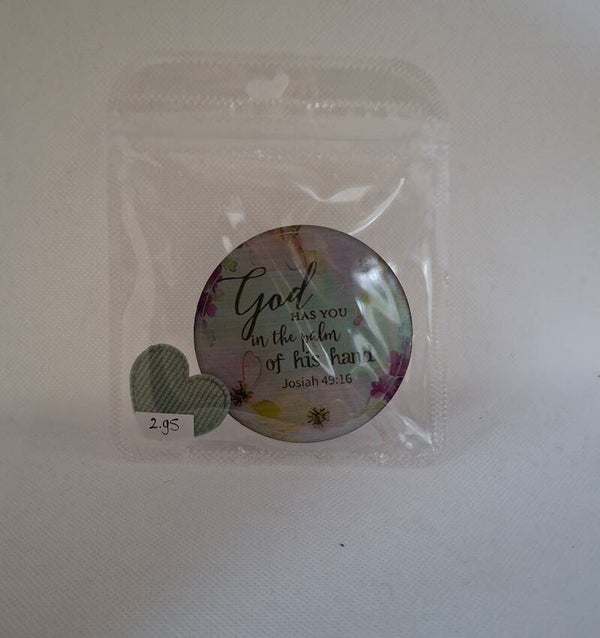 God
HAS YOU
in the palm
of his hand
Josiah 49:16
2.95